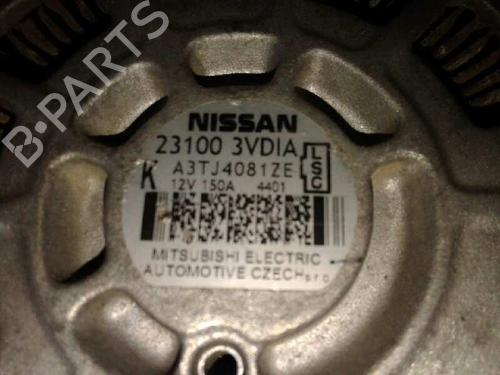 B-PARTS
NISSAN
23100 3VD1A
K A3TJ4081ZE
12V 150A 4401
LSC
MITSUBISHI ELECTRIC
AUTOMOTIVE CZECH s.r.o